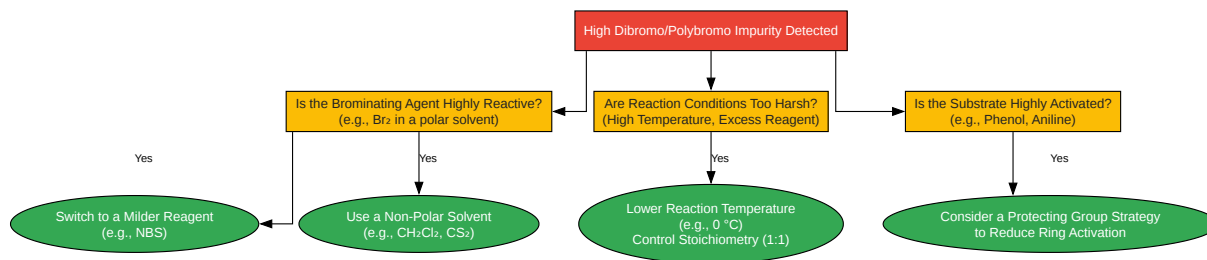 High Dibromo/Polybromo Impurity Detected
Is the Brominating Agent Highly Reactive?
(e.g., Br₂ in a polar solvent)
Are Reaction Conditions Too Harsh?
(High Temperature, Excess Reagent)
Is the Substrate Highly Activated?
(e.g., Phenol, Aniline)
Yes
Yes
Yes
Yes
Switch to a Milder Reagent
(e.g., NBS)
Use a Non-Polar Solvent
(e.g., CH₂Cl₂, CS₂)
Lower Reaction Temperature
(e.g., 0 °C)
Control Stoichiometry (1:1)
Consider a Protecting Group Strategy
to Reduce Ring Activation